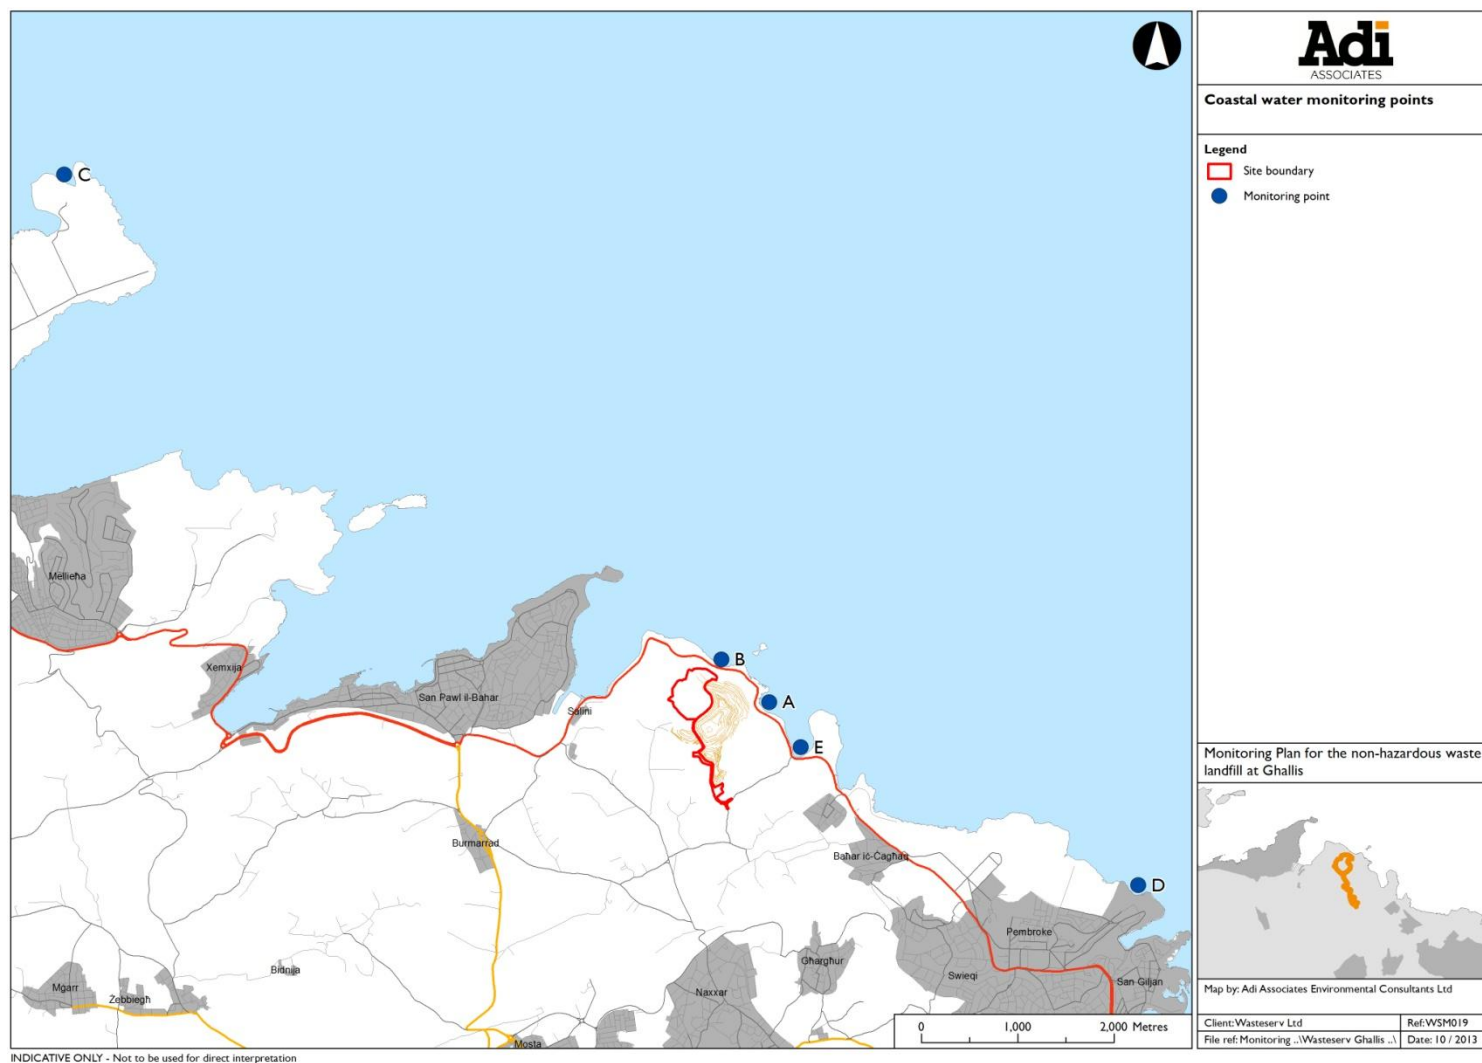 Adi
ASSOCIATES
Coastal water monitoring points
Legend
Site boundary
Monitoring point
C
Mellieħa
Xemxija
San Pawl il-Baħar
Salini
B
A
E
Burmarrad
Baħar iċ-Ċagħaq
D
Pembroke
Bidnija
Għargħur
Swieqi
San Ġiljan
Mġarr
Żebbiegħ
Naxxar
Mosta
0 1,000 2,000 Metres
Monitoring Plan for the non-hazardous waste
landfill at Ghallis
Map by: Adi Associates Environmental Consultants Ltd
Client: Wasteserv Ltd Ref: WSM019
File ref: Monitoring ..\Wasteserv Ghallis ..\ Date: 10 / 2013
INDICATIVE ONLY - Not to be used for direct interpretation